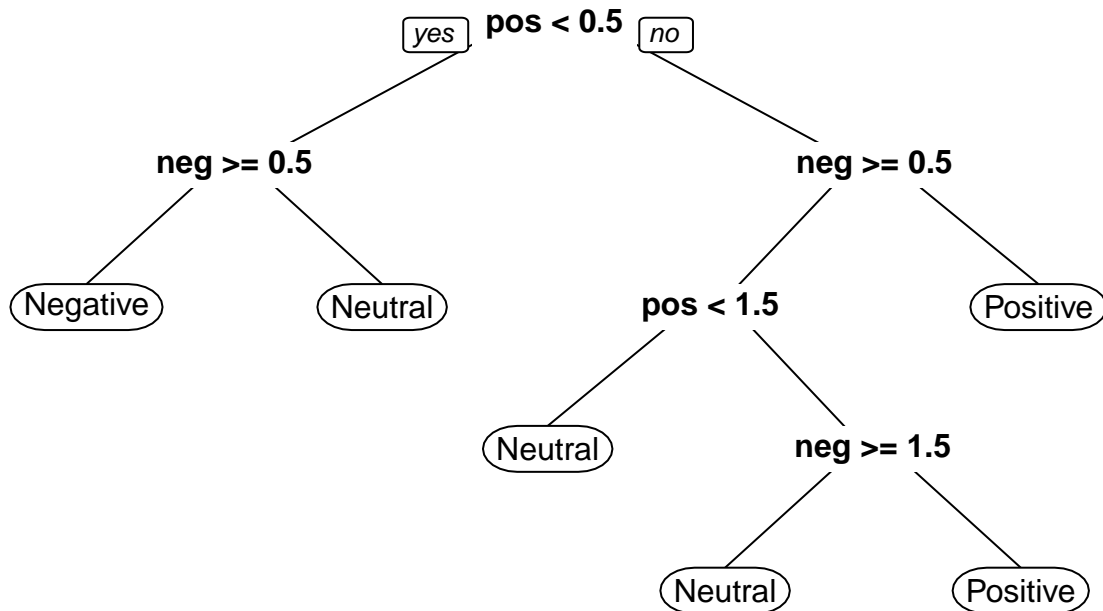 yes pos < 0.5 no
neg >= 0.5
neg >= 0.5
Negative
Neutral
pos < 1.5
Positive
Neutral
neg >= 1.5
Neutral
Positive